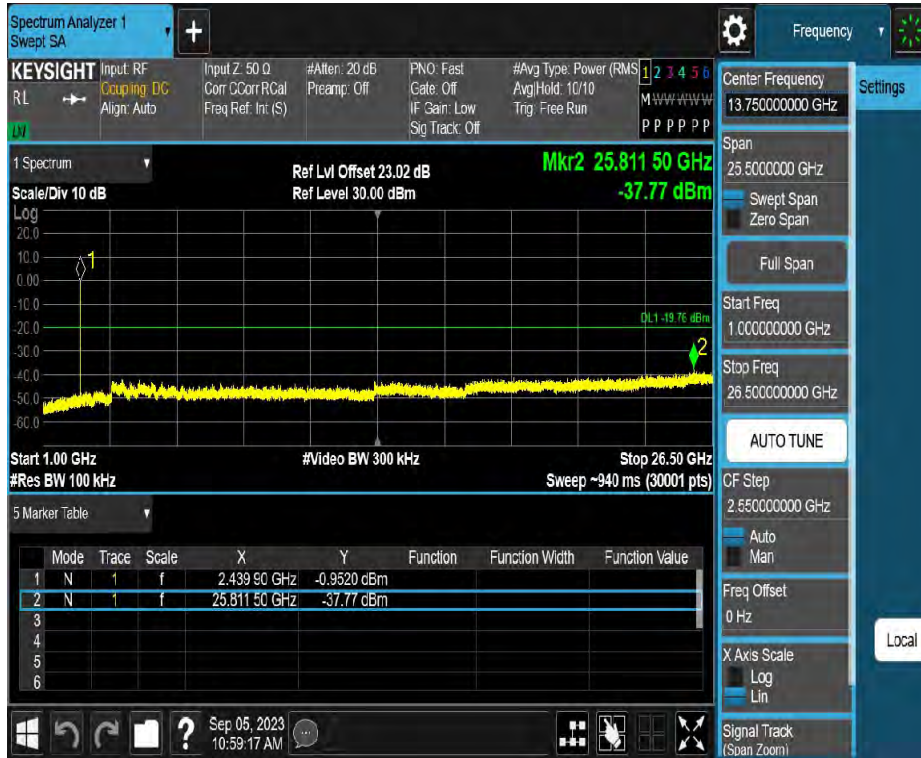 Spectrum Analyzer 1
Swept SA
+
Frequency
KEYSIGHT
RL
LXI
Input: RF
Coupling: DC
Align: Auto
Input Z: 50 Ω
Corr CCorr RCal
Freq Ref: Int (S)
#Atten: 20 dB
Preamp: Off
PNO: Fast
Gate: Off
IF Gain: Low
Sig Track: Off
#Avg Type: Power (RMS
Avg|Hold: 10/10
Trig: Free Run
1 2 3 4 5 6
M W W W W W
P P P P P P
1 Spectrum
Scale/Div 10 dB
Ref Lvl Offset 23.02 dB
Ref Level 30.00 dBm
Mkr2 25.811 50 GHz
-37.77 dBm
Log
20.0
10.0
0.00
-10.0
-20.0
-30.0
-40.0
-50.0
-60.0
1
DL1 -19.76 dBm
2
Start 1.00 GHz
#Res BW 100 kHz
#Video BW 300 kHz
Stop 26.50 GHz
Sweep ~940 ms (30001 pts)
5 Marker Table
Mode Trace Scale X Y Function Function Width Function Value
1 N 1 f 2.439 90 GHz -0.9520 dBm
2 N 1 f 25.811 50 GHz -37.77 dBm
3
4
5
6
?
Sep 05, 2023
10:59:17 AM
Center Frequency
13.750000000 GHz
Span
25.5000000 GHz
Swept Span
Zero Span
Full Span
Start Freq
1.000000000 GHz
Stop Freq
26.500000000 GHz
AUTO TUNE
CF Step
2.550000000 GHz
Auto
Man
Freq Offset
0 Hz
X Axis Scale
Log
Lin
Signal Track
(Span Zoom)
Settings
Local